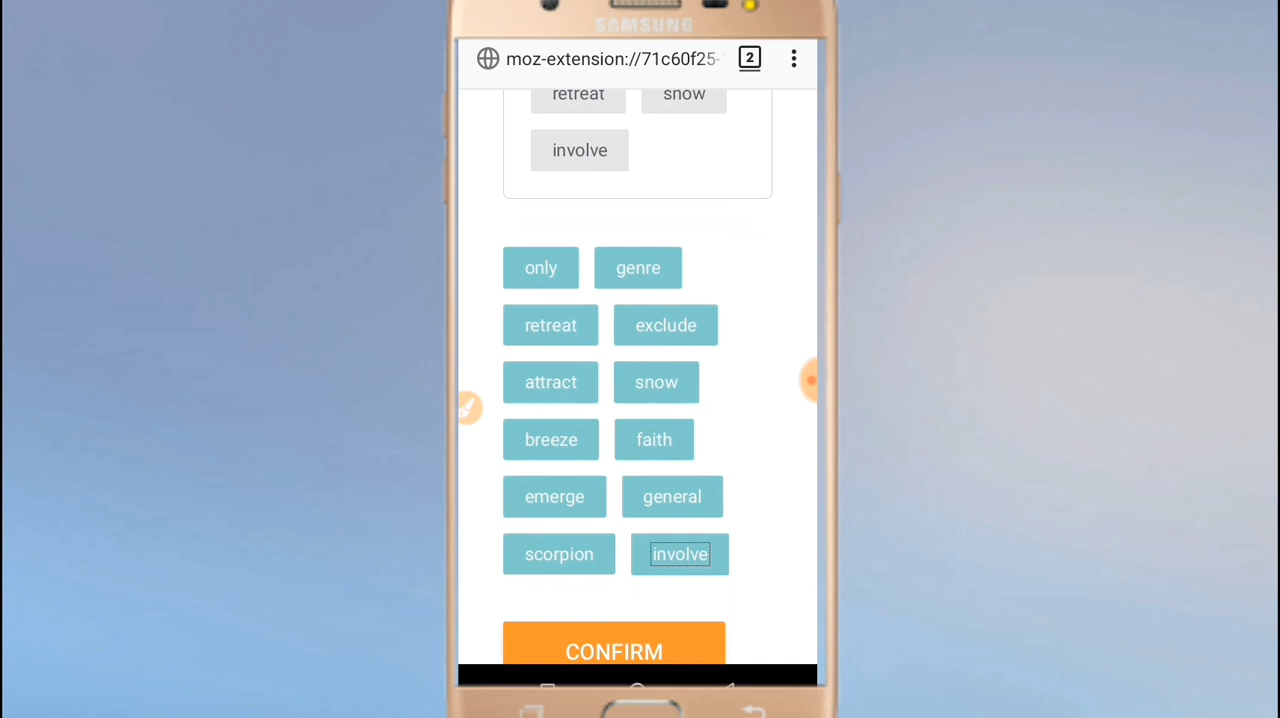 SAMSUNG
moz-extension://71c60f25- 2
retreat snow
involve
only genre
retreat exclude
attract snow
breeze faith
emerge general
scorpion involve
CONFIRM